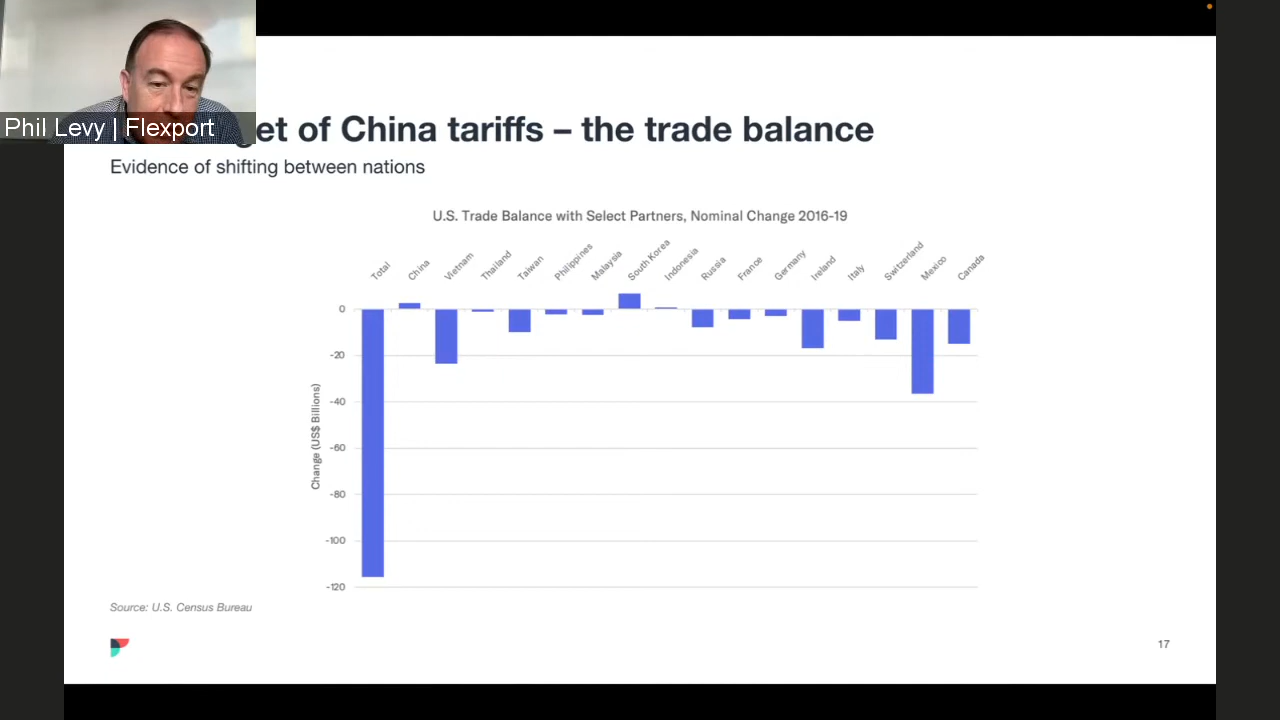 Phil Levy | Flexport
et of China tariffs – the trade balance
Evidence of shifting between nations
U.S. Trade Balance with Select Partners, Nominal Change 2016-19
Total
China
Vietnam
Thailand
Taiwan
Philippines
Malaysia
South Korea
Indonesia
Russia
France
Germany
Ireland
Italy
Switzerland
Mexico
Canada
0
-20
-40
-60
-80
-100
-120
Change (US$ Billions)
Source: U.S. Census Bureau
17